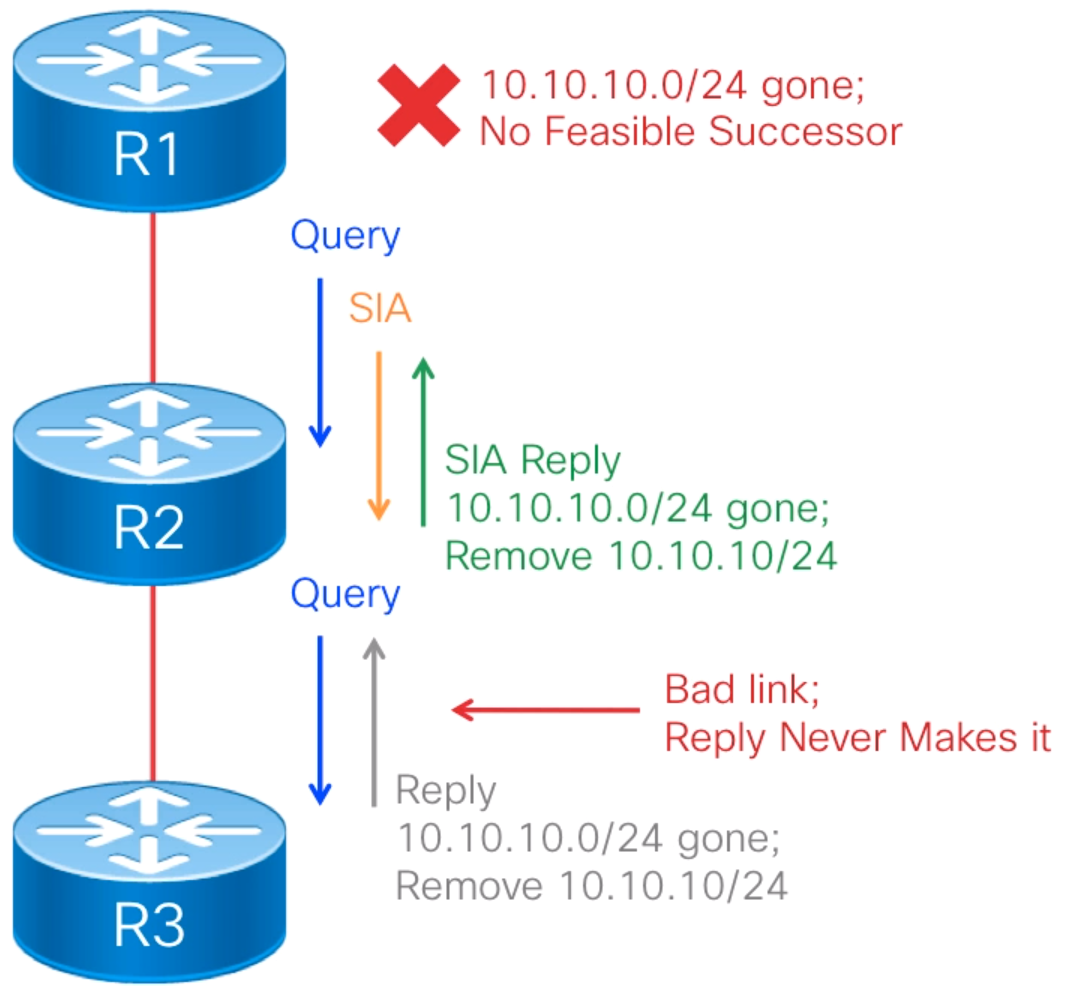 R1
10.10.10.0/24 gone;
No Feasible Successor
Query
SIA
R2
SIA Reply
10.10.10.0/24 gone;
Remove 10.10.10/24
Query
Bad link;
Reply Never Makes it
Reply
10.10.10.0/24 gone;
Remove 10.10.10/24
R3